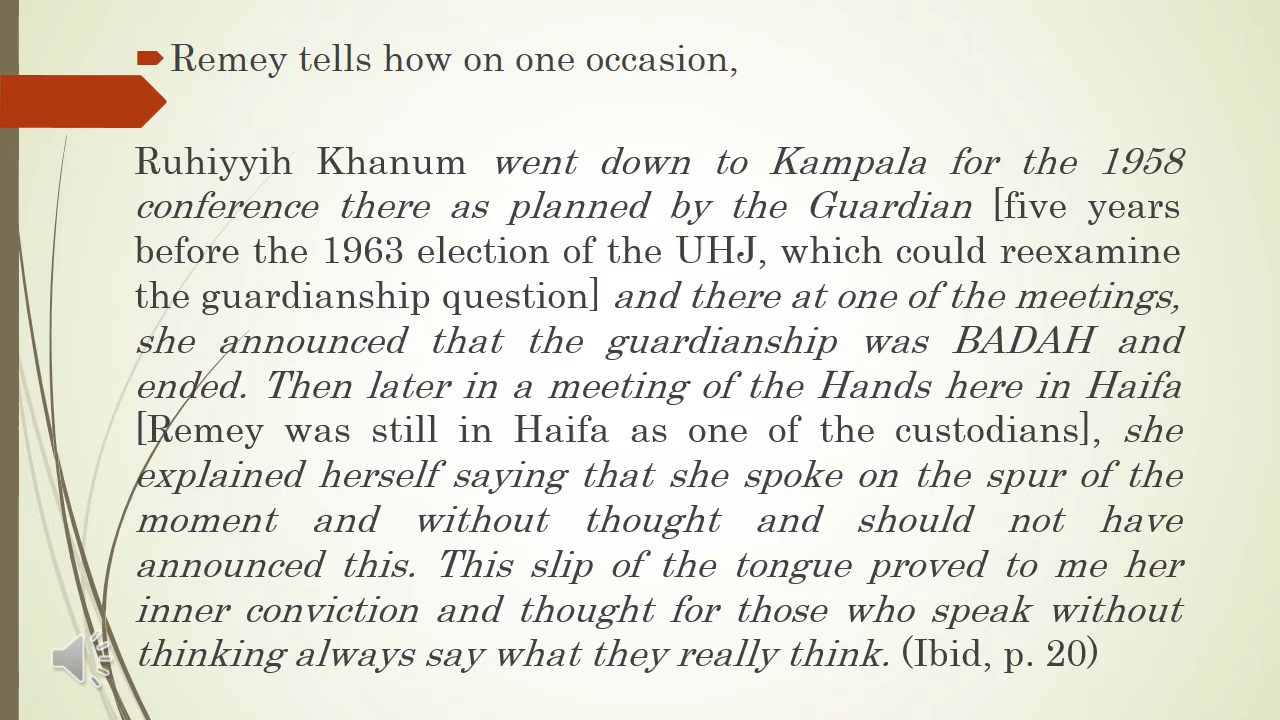 Remey tells how on one occasion,
Ruhiyyih Khanum went down to Kampala for the 1958
conference there as planned by the Guardian [five years
before the 1963 election of the UHJ, which could reexamine
the guardianship question] and there at one of the meetings,
she announced that the guardianship was BADAH and
ended. Then later in a meeting of the Hands here in Haifa
[Remey was still in Haifa as one of the custodians], she
explained herself saying that she spoke on the spur of the
moment and without thought and should not have
announced this. This slip of the tongue proved to me her
inner conviction and thought for those who speak without
thinking always say what they really think. (Ibid, p. 20)